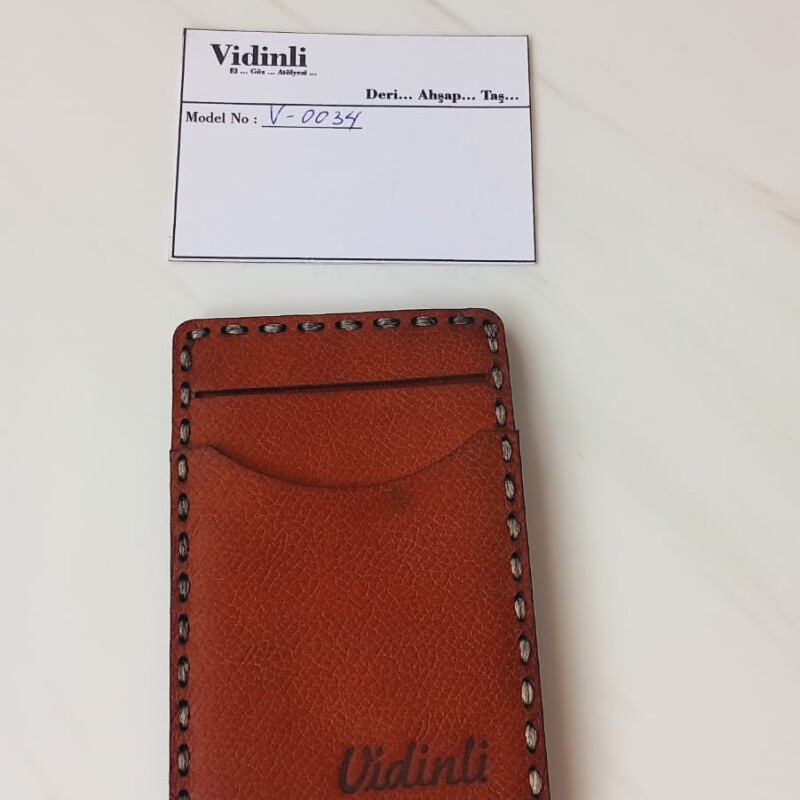 Vidinli
El ... Göz ... Atölyesi ...
Deri... Ahşap... Taş...
Model No : V-0034
Vidinli